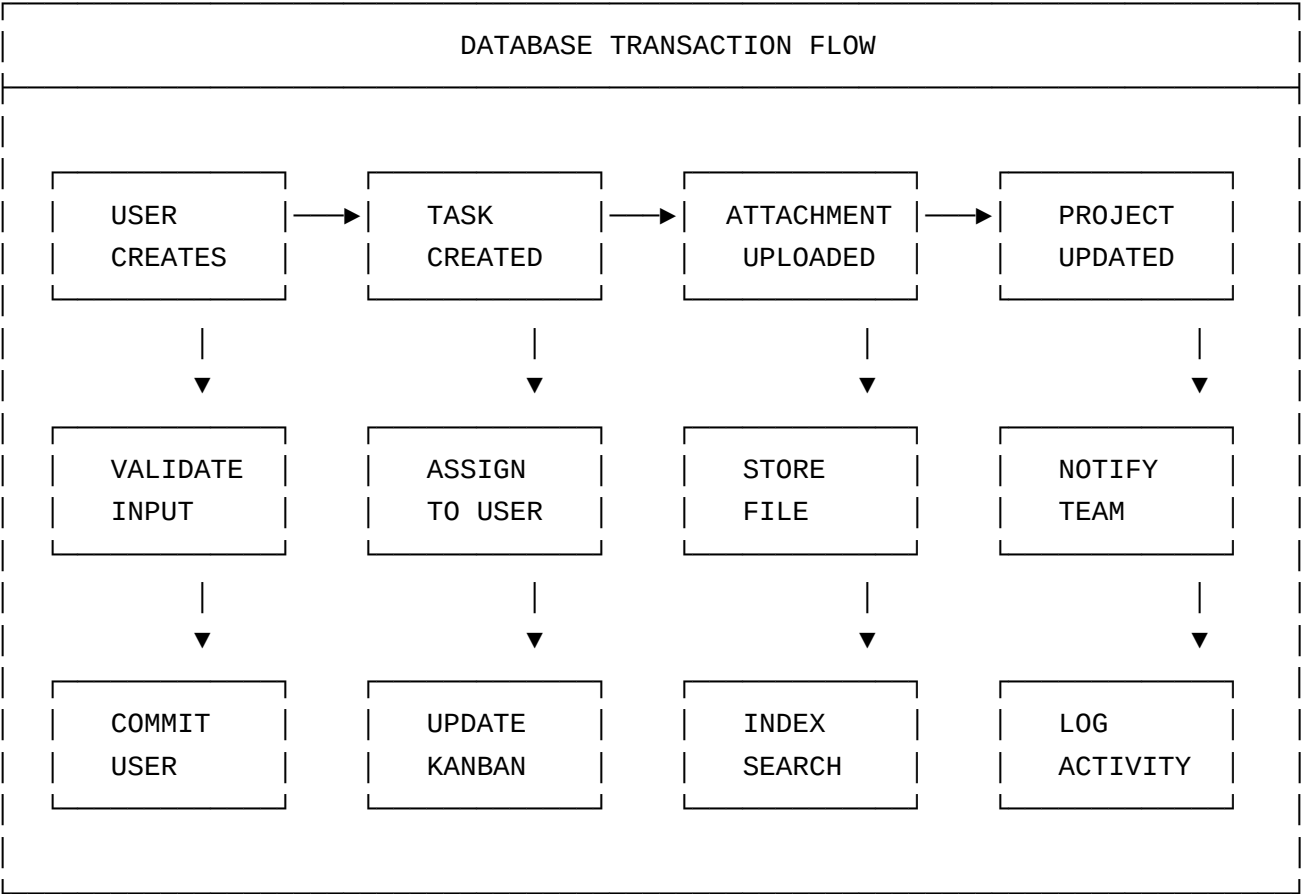 DATABASE TRANSACTION FLOW
USER
CREATES
TASK
CREATED
ATTACHMENT
UPLOADED
PROJECT
UPDATED
VALIDATE
INPUT
ASSIGN
TO USER
STORE
FILE
NOTIFY
TEAM
COMMIT
USER
UPDATE
KANBAN
INDEX
SEARCH
LOG
ACTIVITY